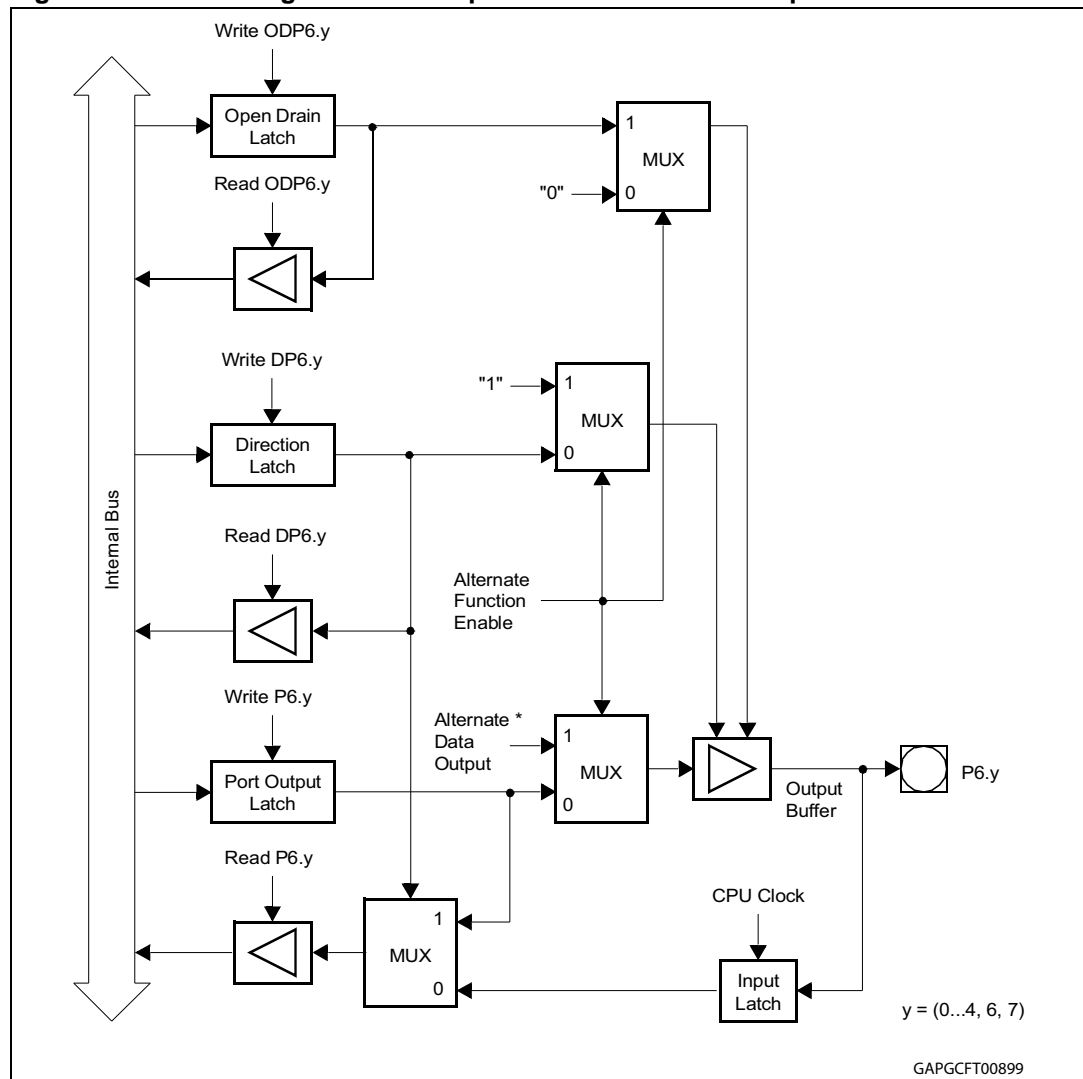 Write ODP6.y
Open Drain
Latch
1
MUX
"0"
0
Read ODP6.y
Write DP6.y
"1"
1
MUX
0
Direction
Latch
Internal Bus
Read DP6.y
Alternate
Function
Enable
Write P6.y
Alternate *
Data
Output
1
MUX
0
Port Output
Latch
Output
Buffer
P6.y
Read P6.y
CPU Clock
1
MUX
0
Input
Latch
y = (0...4, 6, 7)
GAPGCFT00899